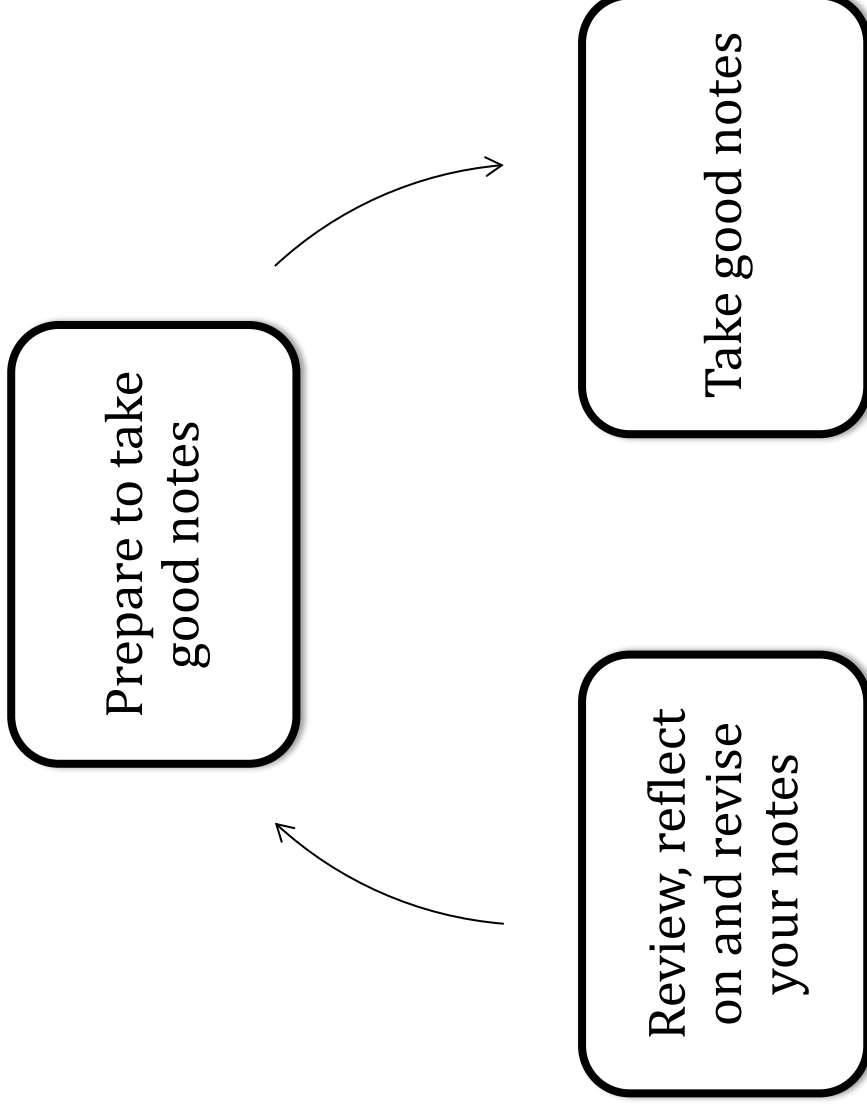 Prepare to take
good notes
Take good notes
Review, reflect
on and revise
your notes